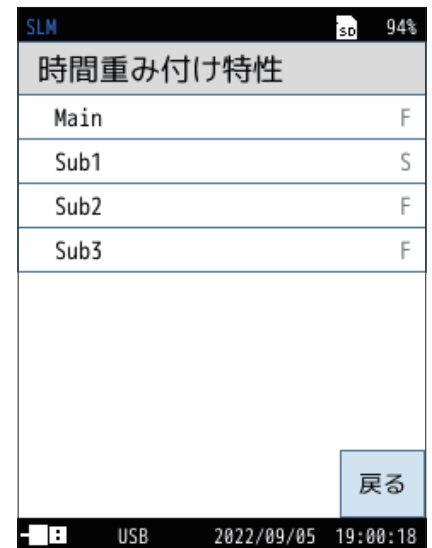 SLM SD 94%
時間重み付け特性
Main F
Sub1 S
Sub2 F
Sub3 F
戻る
USB 2022/09/05 19:00:18